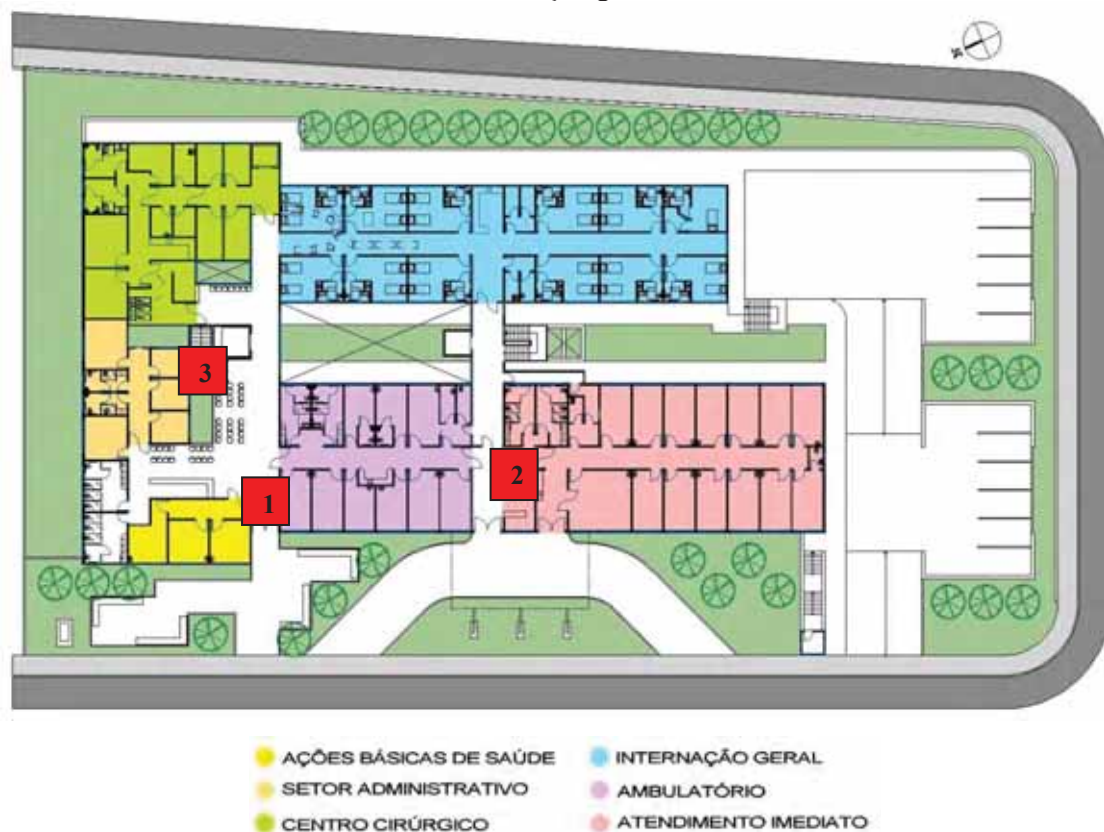 3
2
1
AÇÕES BÁSICAS DE SAÚDE
SETOR ADMINISTRATIVO
CENTRO CIRÚRGICO
INTERNAÇÃO GERAL
AMBULATÓRIO
ATENDIMENTO IMEDIATO